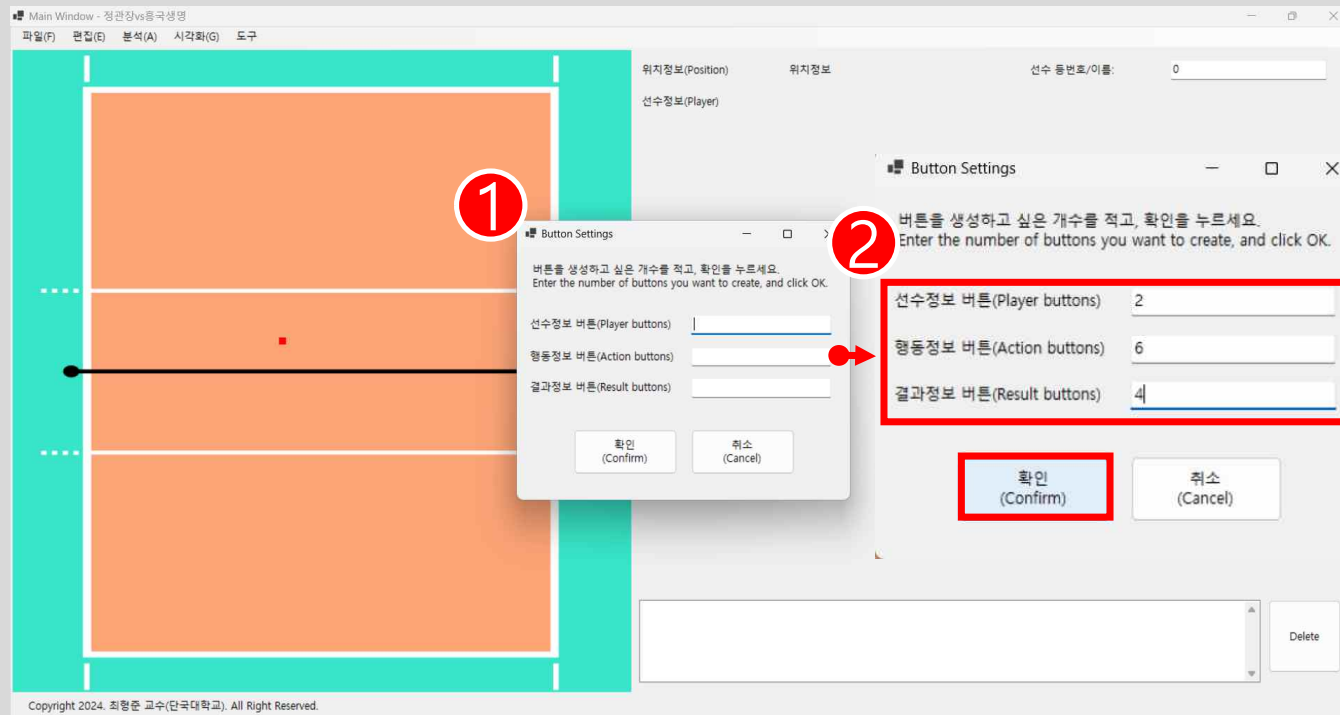 Main Window - 정관장vs흥국생명
파일(F) 편집(E) 분석(A) 시각화(G) 도구
위치정보(Position) 위치정보 선수 등번호/이름: 0
선수정보(Player)
1
Button Settings
버튼을 생성하고 싶은 개수를 적고, 확인을 누르세요.
Enter the number of buttons you want to create, and click OK.
선수정보 버튼(Player buttons)
행동정보 버튼(Action buttons)
결과정보 버튼(Result buttons)
확인
(Confirm)
취소
(Cancel)
2
Button Settings
버튼을 생성하고 싶은 개수를 적고, 확인을 누르세요.
Enter the number of buttons you want to create, and click OK.
선수정보 버튼(Player buttons) 2
행동정보 버튼(Action buttons) 6
결과정보 버튼(Result buttons) 4
확인
(Confirm)
취소
(Cancel)
Delete
Copyright 2024. 최형준 교수(단국대학교). All Right Reserved.